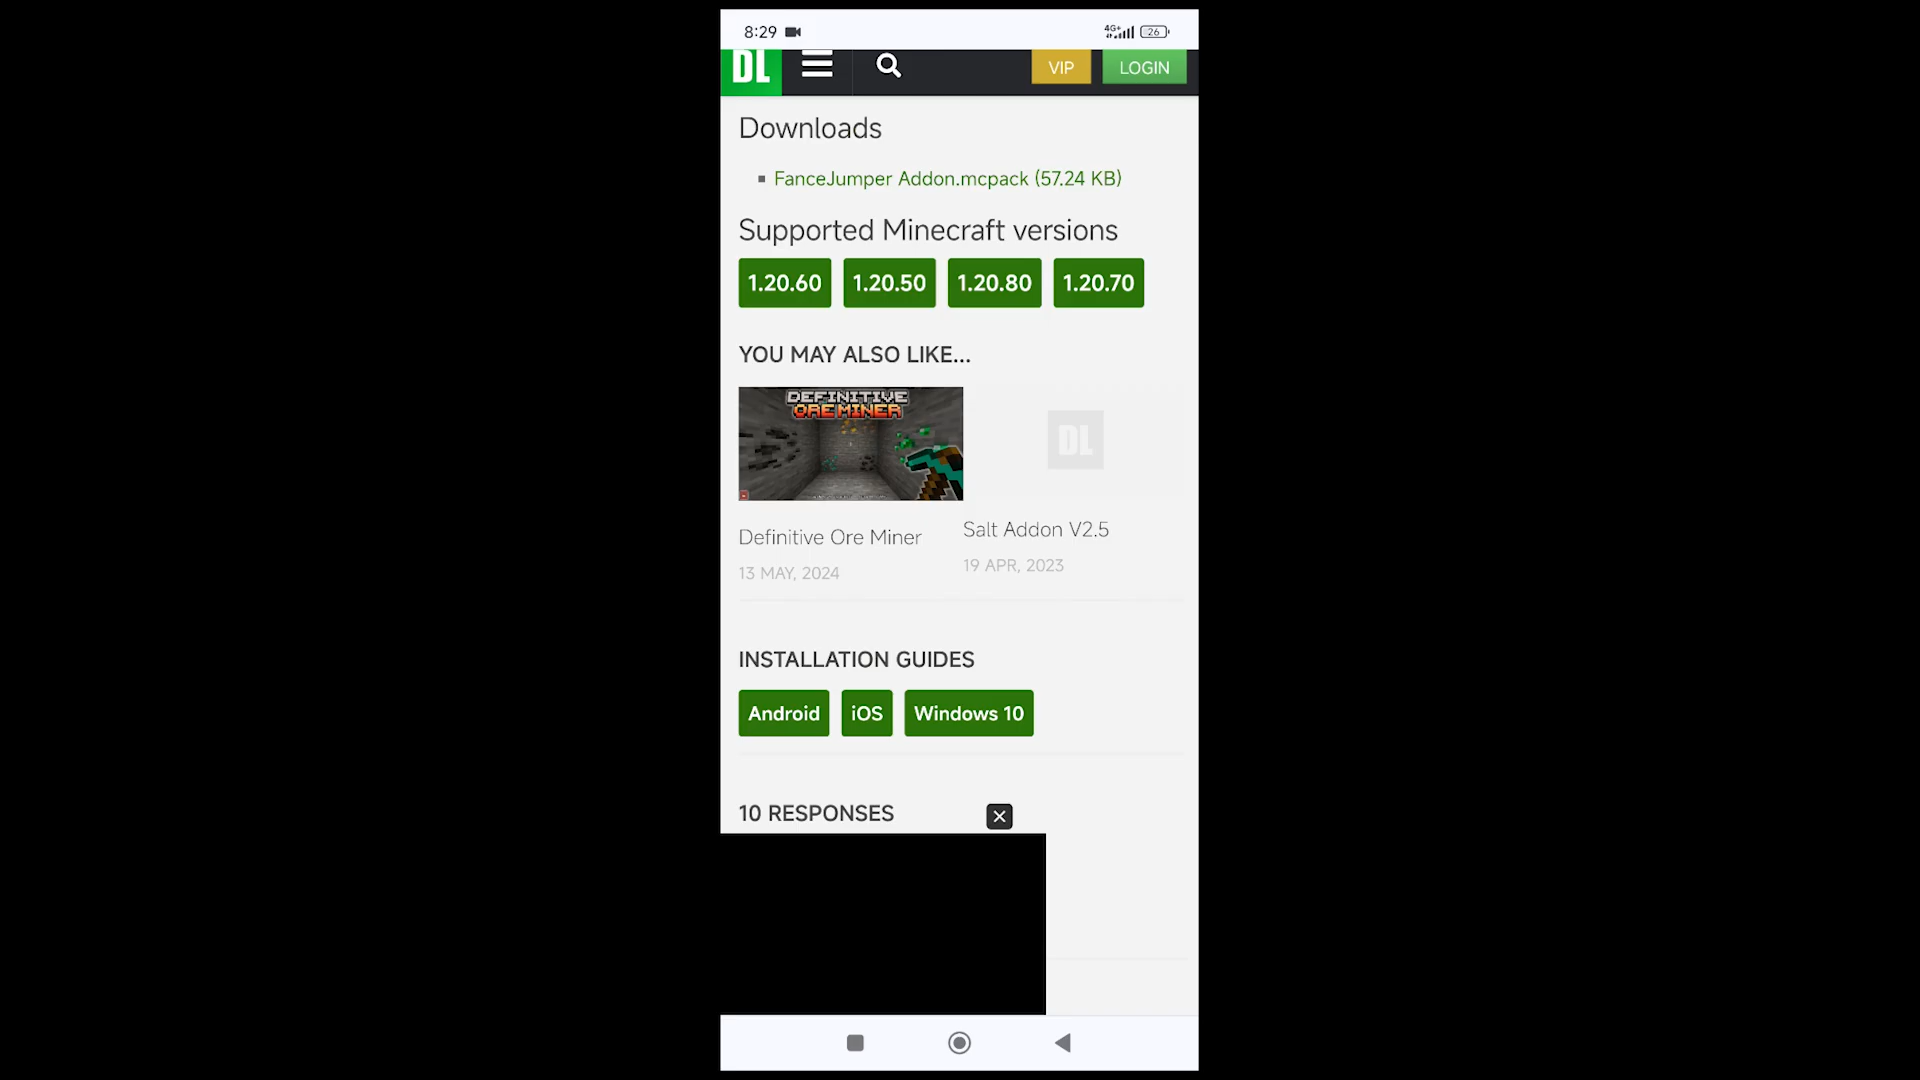 8:29 4G+ 26
DL VIP LOGIN
Downloads
FanceJumper Addon.mcpack (57.24 KB)
Supported Minecraft versions
1.20.60 1.20.50 1.20.80 1.20.70
YOU MAY ALSO LIKE...
DEFINITIVE
ORE MINER
DL
Definitive Ore Miner
Salt Addon V2.5
13 MAY, 2024
19 APR, 2023
INSTALLATION GUIDES
Android iOS Windows 10
10 RESPONSES